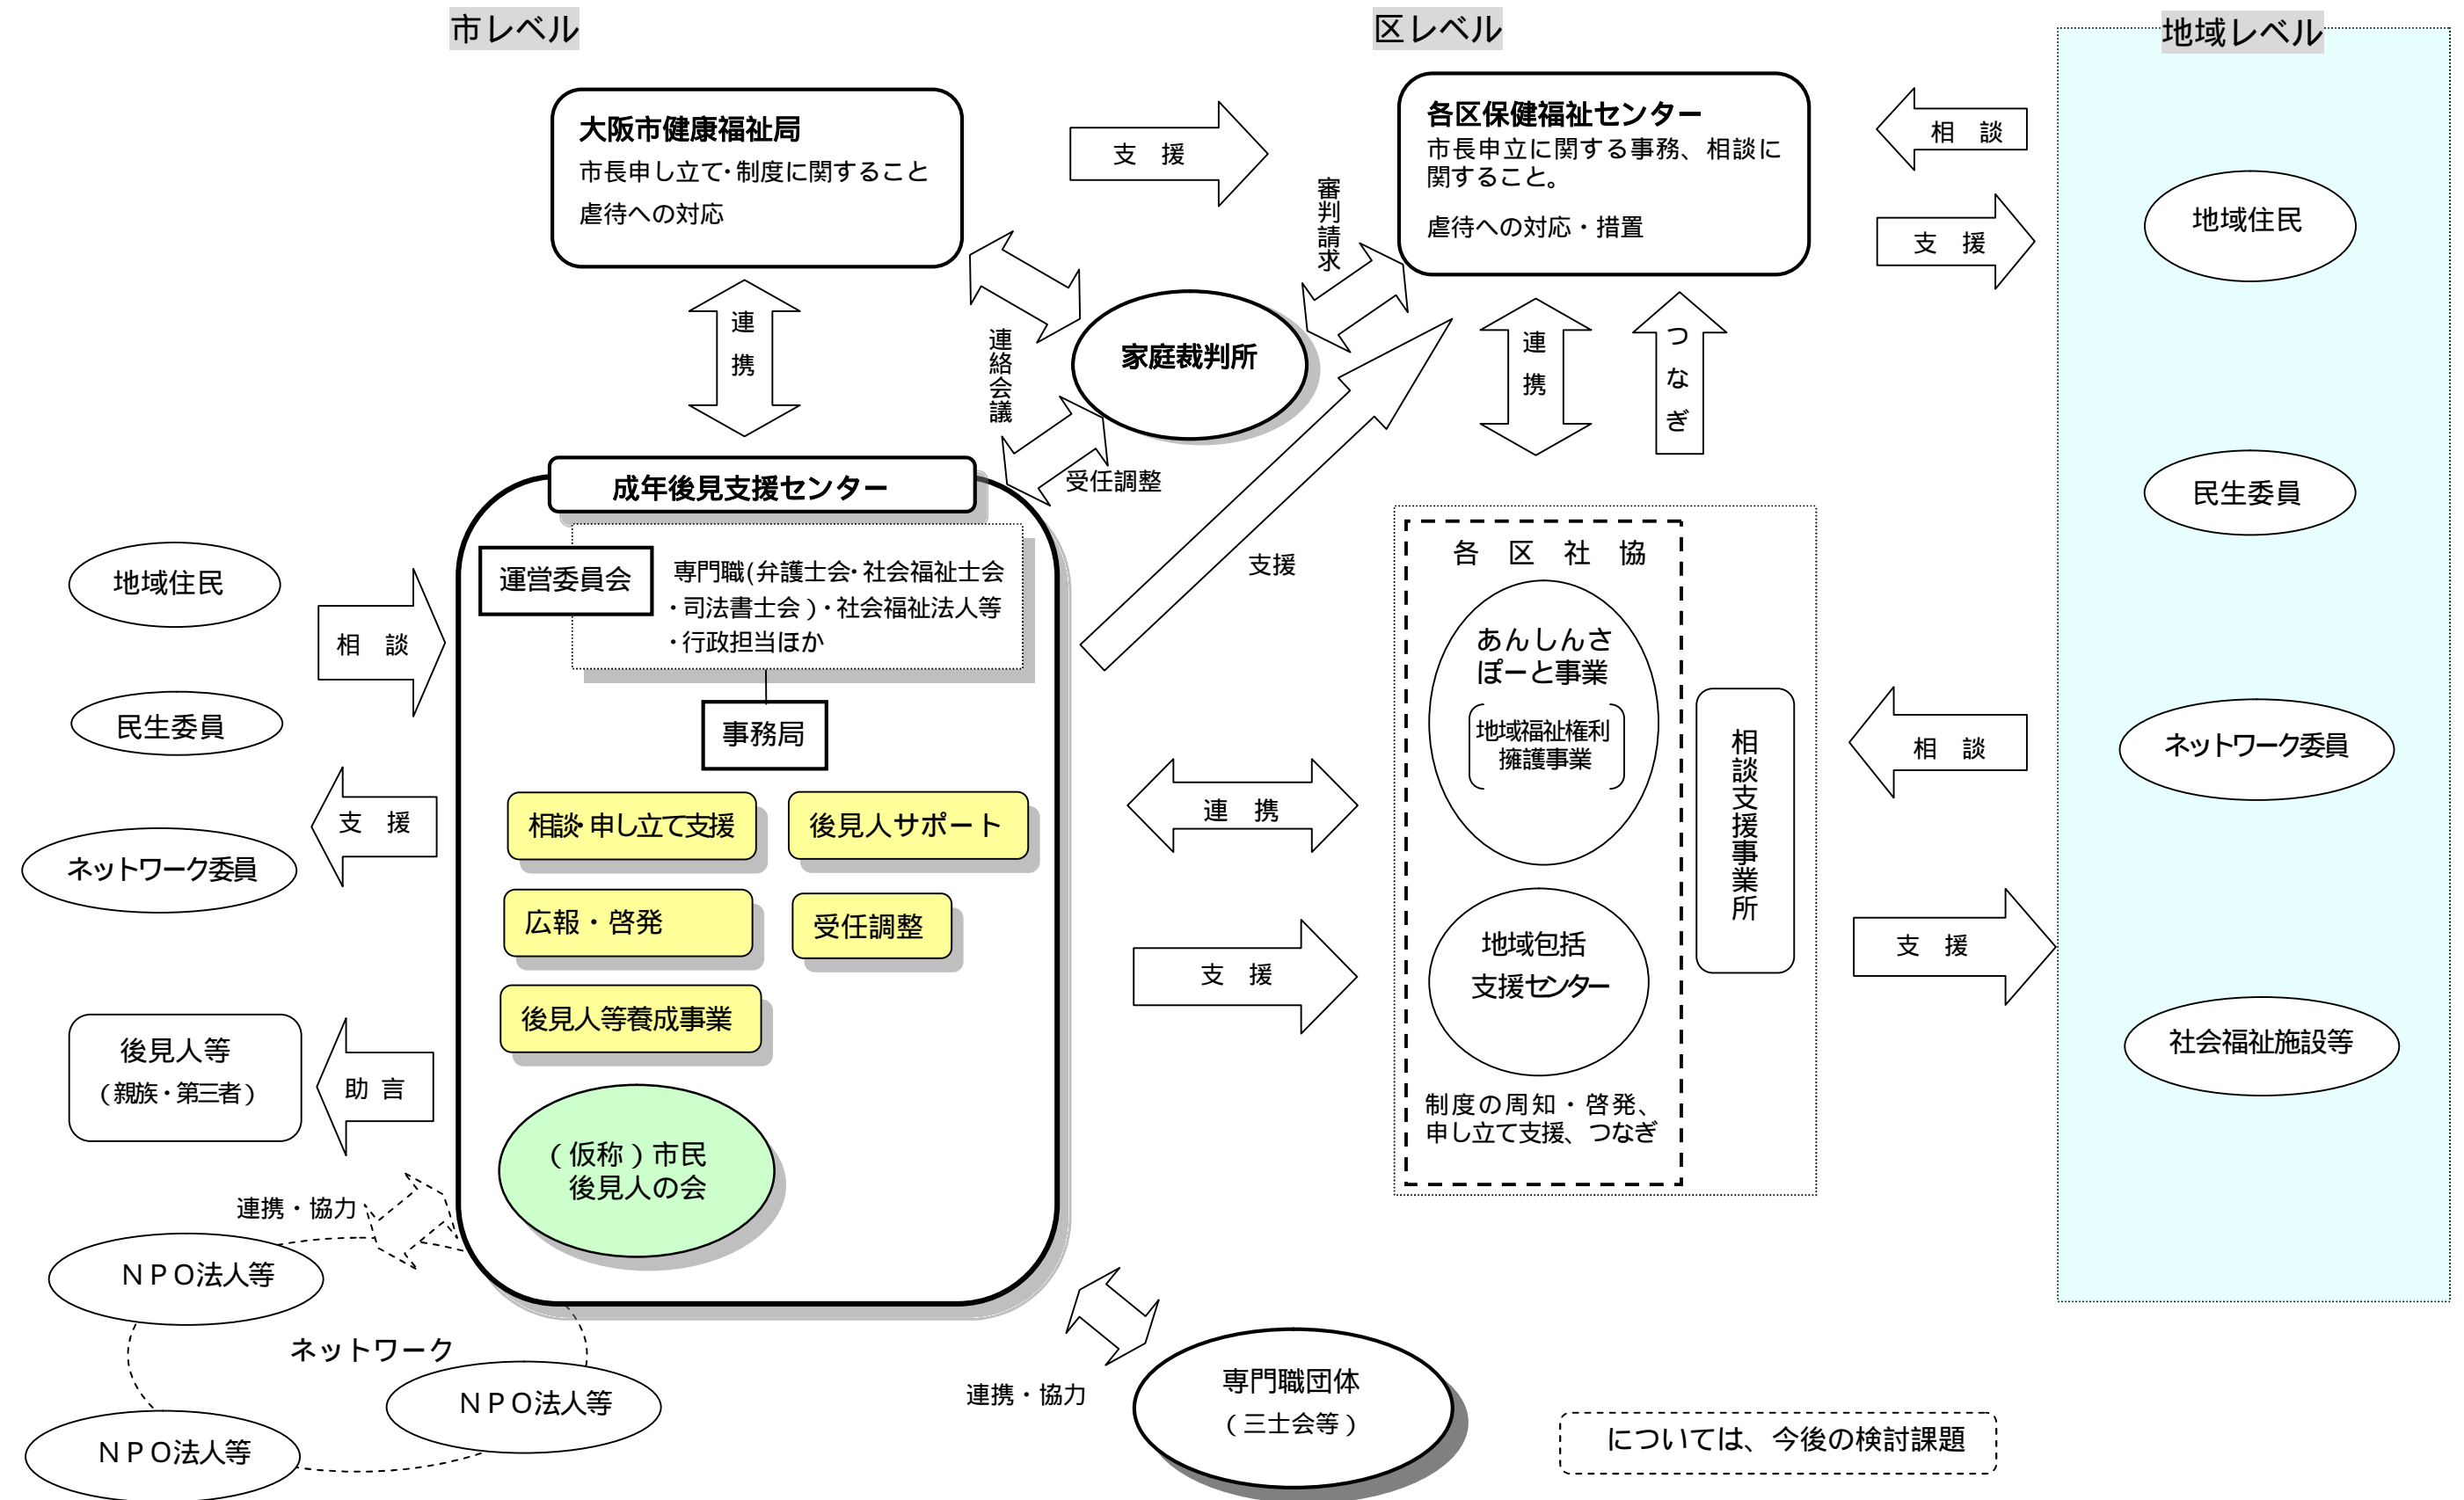 市レベル
区レベル
地域レベル
大阪市健康福祉局
市長申し立て・制度に関すること
虐待への対応
支　援
各区保健福祉センター
市長申立に関する事務、相談に
関すること。
虐待への対応・措置
相　談
支　援
地域住民
民生委員
ネットワーク委員
社会福祉施設等
連携
連絡会議
審判請求
家庭裁判所
受任調整
連携
つなぎ
支援
成年後見支援センター
運営委員会
専門職(弁護士会・社会福祉士会
・司法書士会）・社会福祉法人等
・行政担当ほか
事務局
相談・申し立て支援
後見人サポート
広報・啓発
受任調整
後見人等養成事業
（仮称）市民
後見人の会
地域住民
民生委員
ネットワーク委員
相　談
支　援
後見人等
（親族・第三者）
助 言
連携・協力
ＮＰＯ法人等
ネットワーク
ＮＰＯ法人等
ＮＰＯ法人等
連　携
支　援
各　区　社　協
あんしんさ
ぽーと事業
地域福祉権利
擁護事業
地域包括
支援センター
制度の周知・啓発、
申し立て支援、つなぎ
相談支援事業所
相　談
支　援
連携・協力
専門職団体
（三士会等）
については、今後の検討課題